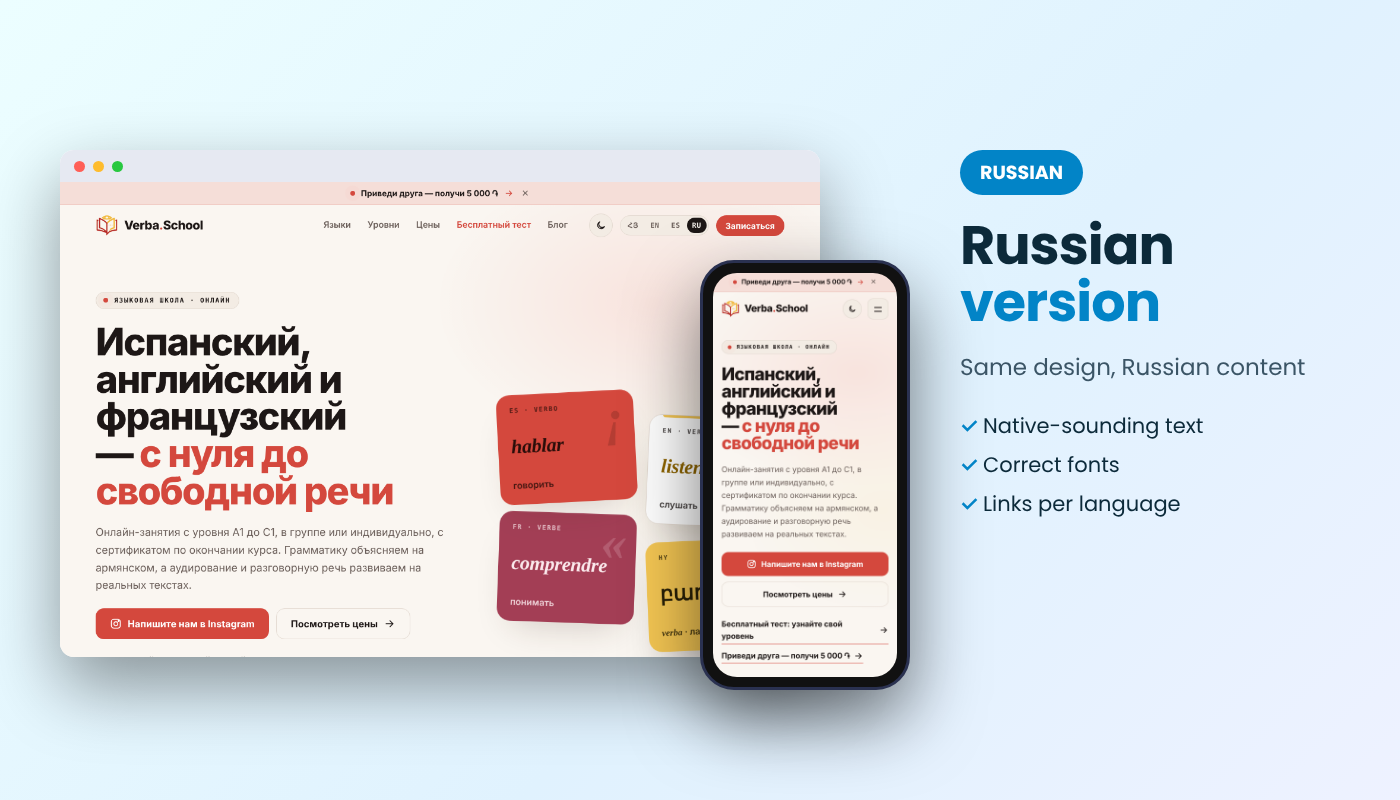 Приведи друга — получи 5 000 ֏ → ✕
Verba.School
Языки Уровни Цены Бесплатный тест Блог
ՀՅ EN ES RU
Записаться
ЯЗЫКОВАЯ ШКОЛА · ОНЛАЙН
Испанский,
английский и
французский
— с нуля до
свободной речи
Онлайн-занятия с уровня A1 до C1, в группе или индивидуально, с
сертификатом по окончании курса. Грамматику объясняем на
армянском, а аудирование и разговорную речь развиваем на
реальных текстах.
Напишите нам в Instagram
Посмотреть цены →
ES · VERBO
¡
hablar
говорить
EN · VER
listen
слушать
FR · VERBE
«
comprendre
понимать
HY
verba · ла
Приведи друга — получи 5 000 ֏ → ✕
Verba.School
ЯЗЫКОВАЯ ШКОЛА · ОНЛАЙН
Испанский,
английский и
французский
— с нуля до
свободной речи
Онлайн-занятия с уровня A1 до C1, в
группе или индивидуально, с
сертификатом по окончании курса.
Грамматику объясняем на армянском, а
аудирование и разговорную речь
развиваем на реальных текстах.
Напишите нам в Instagram
Посмотреть цены →
Бесплатный тест: узнайте свой
уровень →
Приведи друга — получи 5 000 ֏ →
RUSSIAN
Russian
version
Same design, Russian content
✓ Native-sounding text
✓ Correct fonts
✓ Links per language